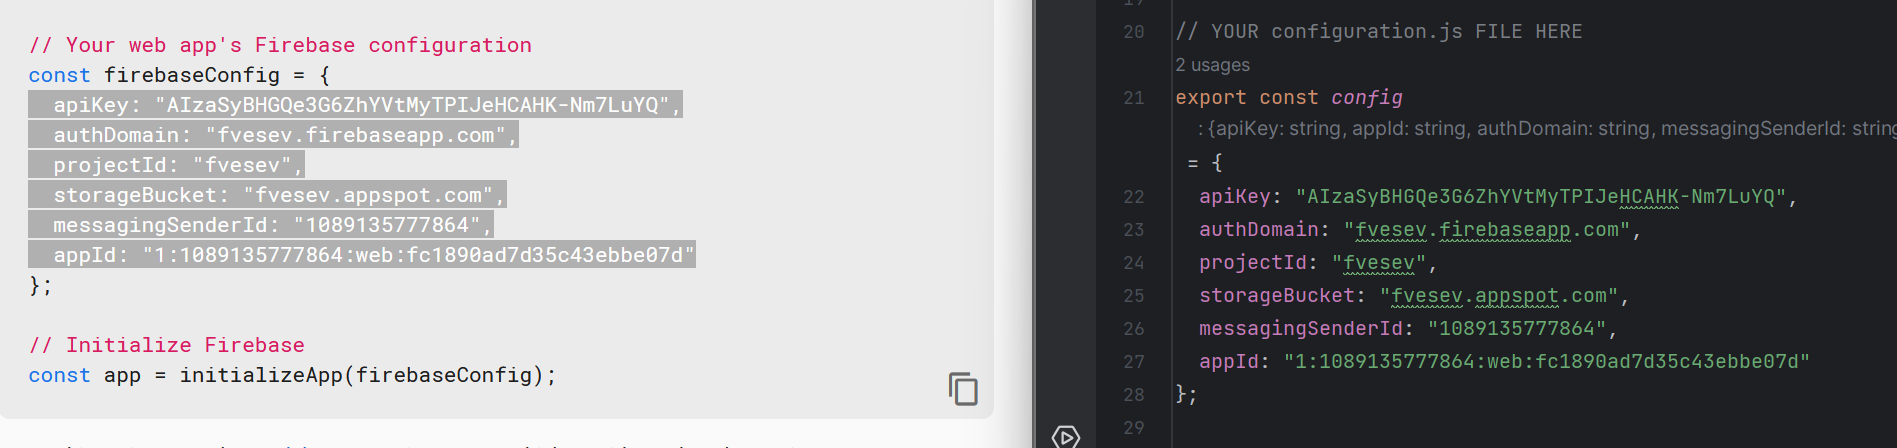 // Your web app's Firebase configuration
const firebaseConfig = {
apiKey: "AIzaSyBHGQe3G6ZhYVtMyTPIJeHCAHK-Nm7LuYQ",
authDomain: "fvesev.firebaseapp.com",
projectId: "fvesev",
storageBucket: "fvesev.appspot.com",
messagingSenderId: "1089135777864",
appId: "1:1089135777864:web:fc1890ad7d35c43ebbe07d"
};
// Initialize Firebase
const app = initializeApp(firebaseConfig);
20 // YOUR configuration.js FILE HERE
2 usages
21 export const config
: {apiKey: string, appId: string, authDomain: string, messagingSenderId: string
= {
22 apiKey: "AIzaSyBHGQe3G6ZhYVtMyTPIJeHCAHK-Nm7LuYQ",
23 authDomain: "fvesev.firebaseapp.com",
24 projectId: "fvesev",
25 storageBucket: "fvesev.appspot.com",
26 messagingSenderId: "1089135777864",
27 appId: "1:1089135777864:web:fc1890ad7d35c43ebbe07d"
28 };
29